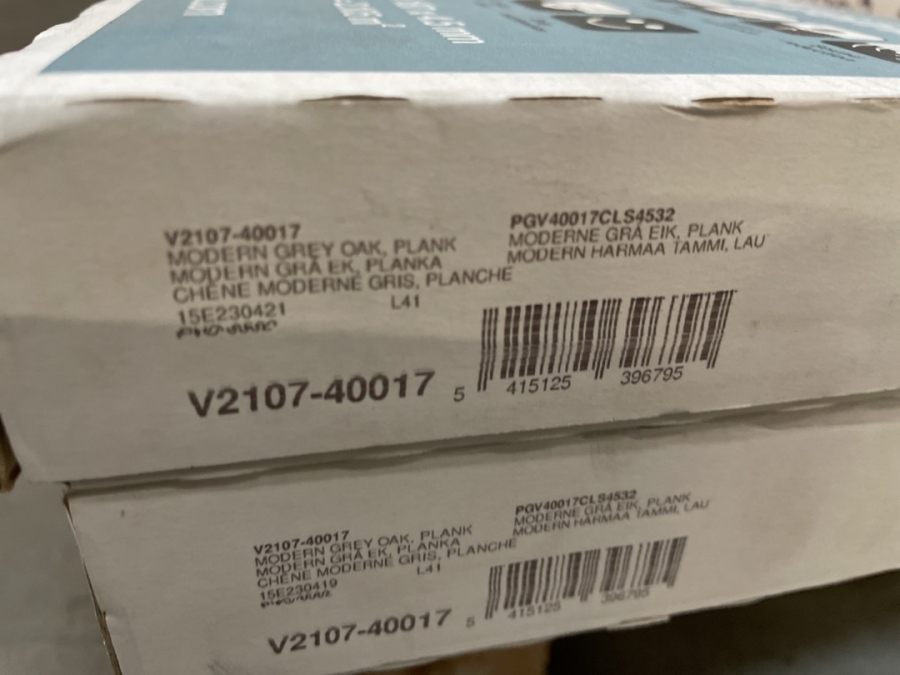 V2107-40017
MODERN GREY OAK, PLANK
MODERN GRÅ EK, PLANKA
CHÊNE MODERNE GRIS, PLANCHE
15E230421 L41
PGV40017CLS4532
MODERNE GRÅ EIK, PLANK
MODERN HARMAA TAMMI, LAU
V2107-40017
5 415125 396795
V2107-40017
MODERN GREY OAK, PLANK
MODERN GRÅ EK, PLANKA
CHÊNE MODERNE GRIS, PLANCHE
15E230419 L41
PGV40017CLS4532
MODERNE GRÅ EIK, PLANK
MODERN HARMAA TAMMI, LAU
V2107-40017
5 415125 396795